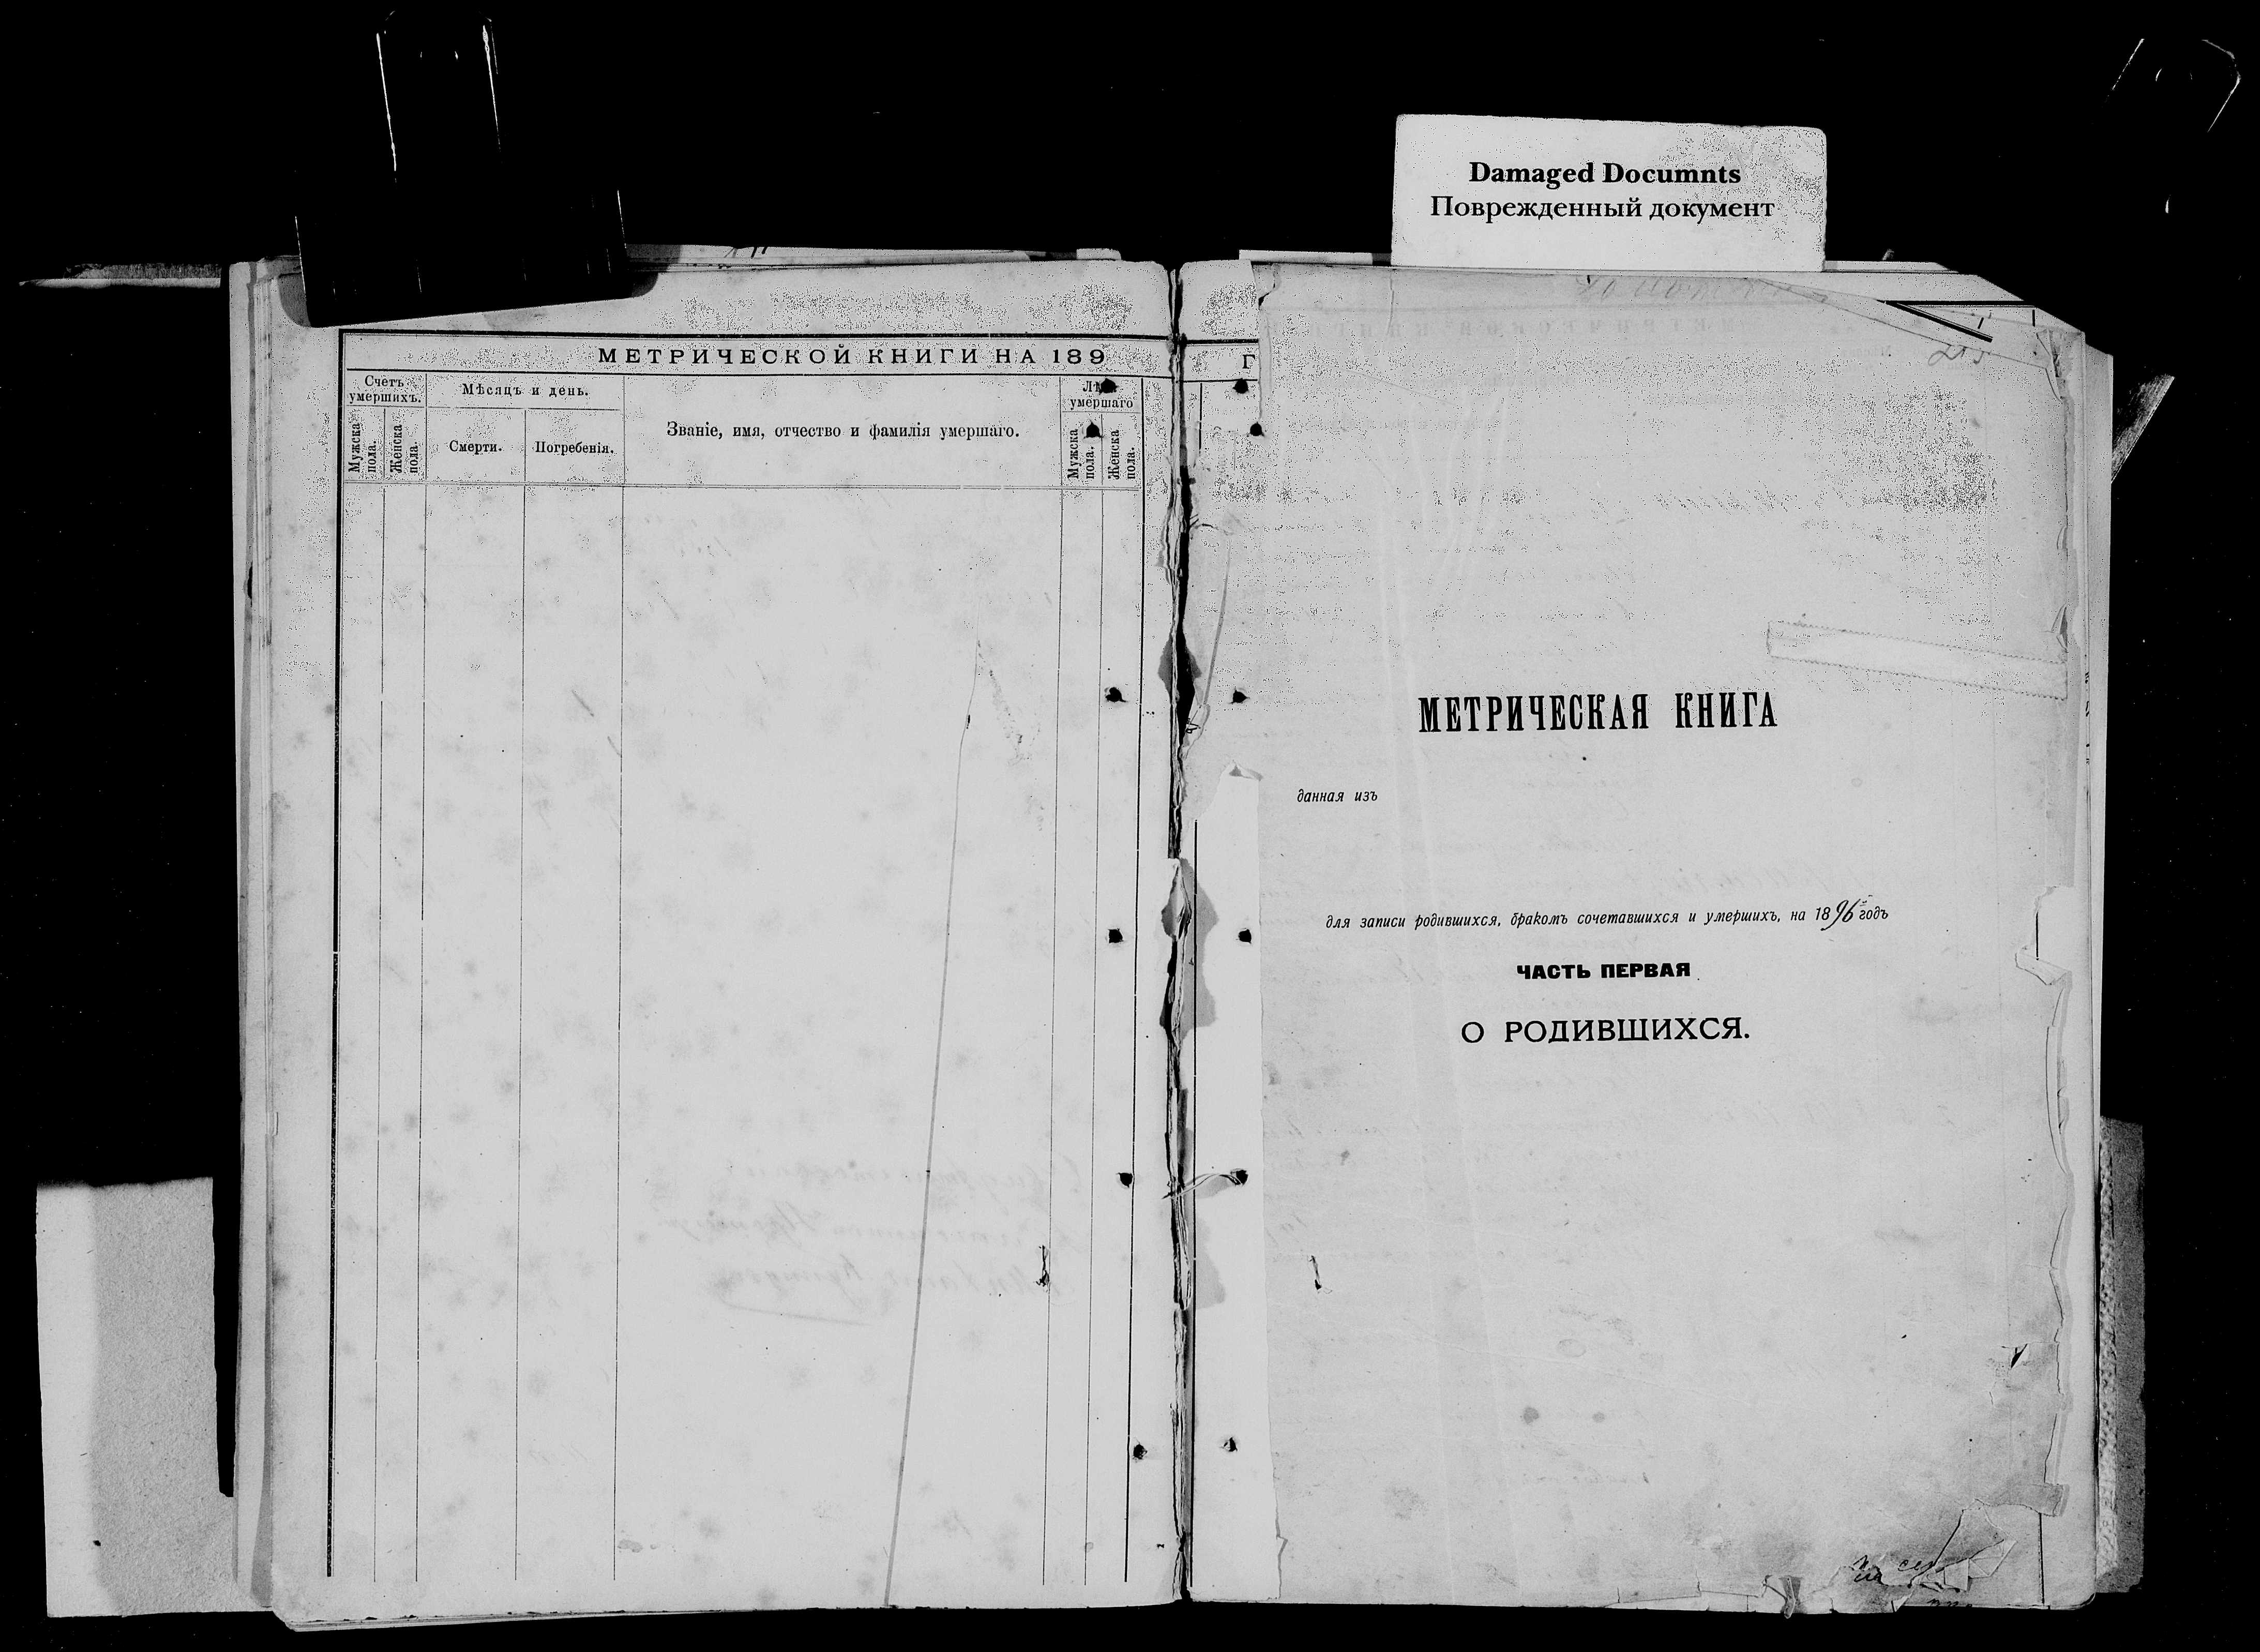 Damaged Documnts
Поврежденный документ
МЕТРИЧЕСКОЙ КНИГИ НА 189
Счетъ умершихъ.
Мужска пола.
Женска пола.
Мѣсяцъ и день.
Смерти.
Погребенія.
Званіе, имя, отчество и фамилія умершаго.
умершаго
Мужска пола.
Женска пола.
Г
МЕТРИЧЕСКАЯ КНИГА
данная изъ
для записи родившихся, бракомъ сочетавшихся и умершихъ, на 1896 годъ
ЧАСТЬ ПЕРВАЯ
О РОДИВШИХСЯ.